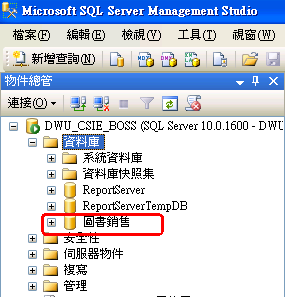 Microsoft SQL Server Management Studio
檔案(F) 編輯(E) 檢視(V) 工具(T) 視窗(W)
新增查詢(N)
物件總管
連接(O)
DWU_CSIE_BOSS (SQL Server 10.0.1600 - DWU
資料庫
系統資料庫
資料庫快照集
ReportServer
ReportServerTempDB
圖書銷售
安全性
伺服器物件
複寫
管理